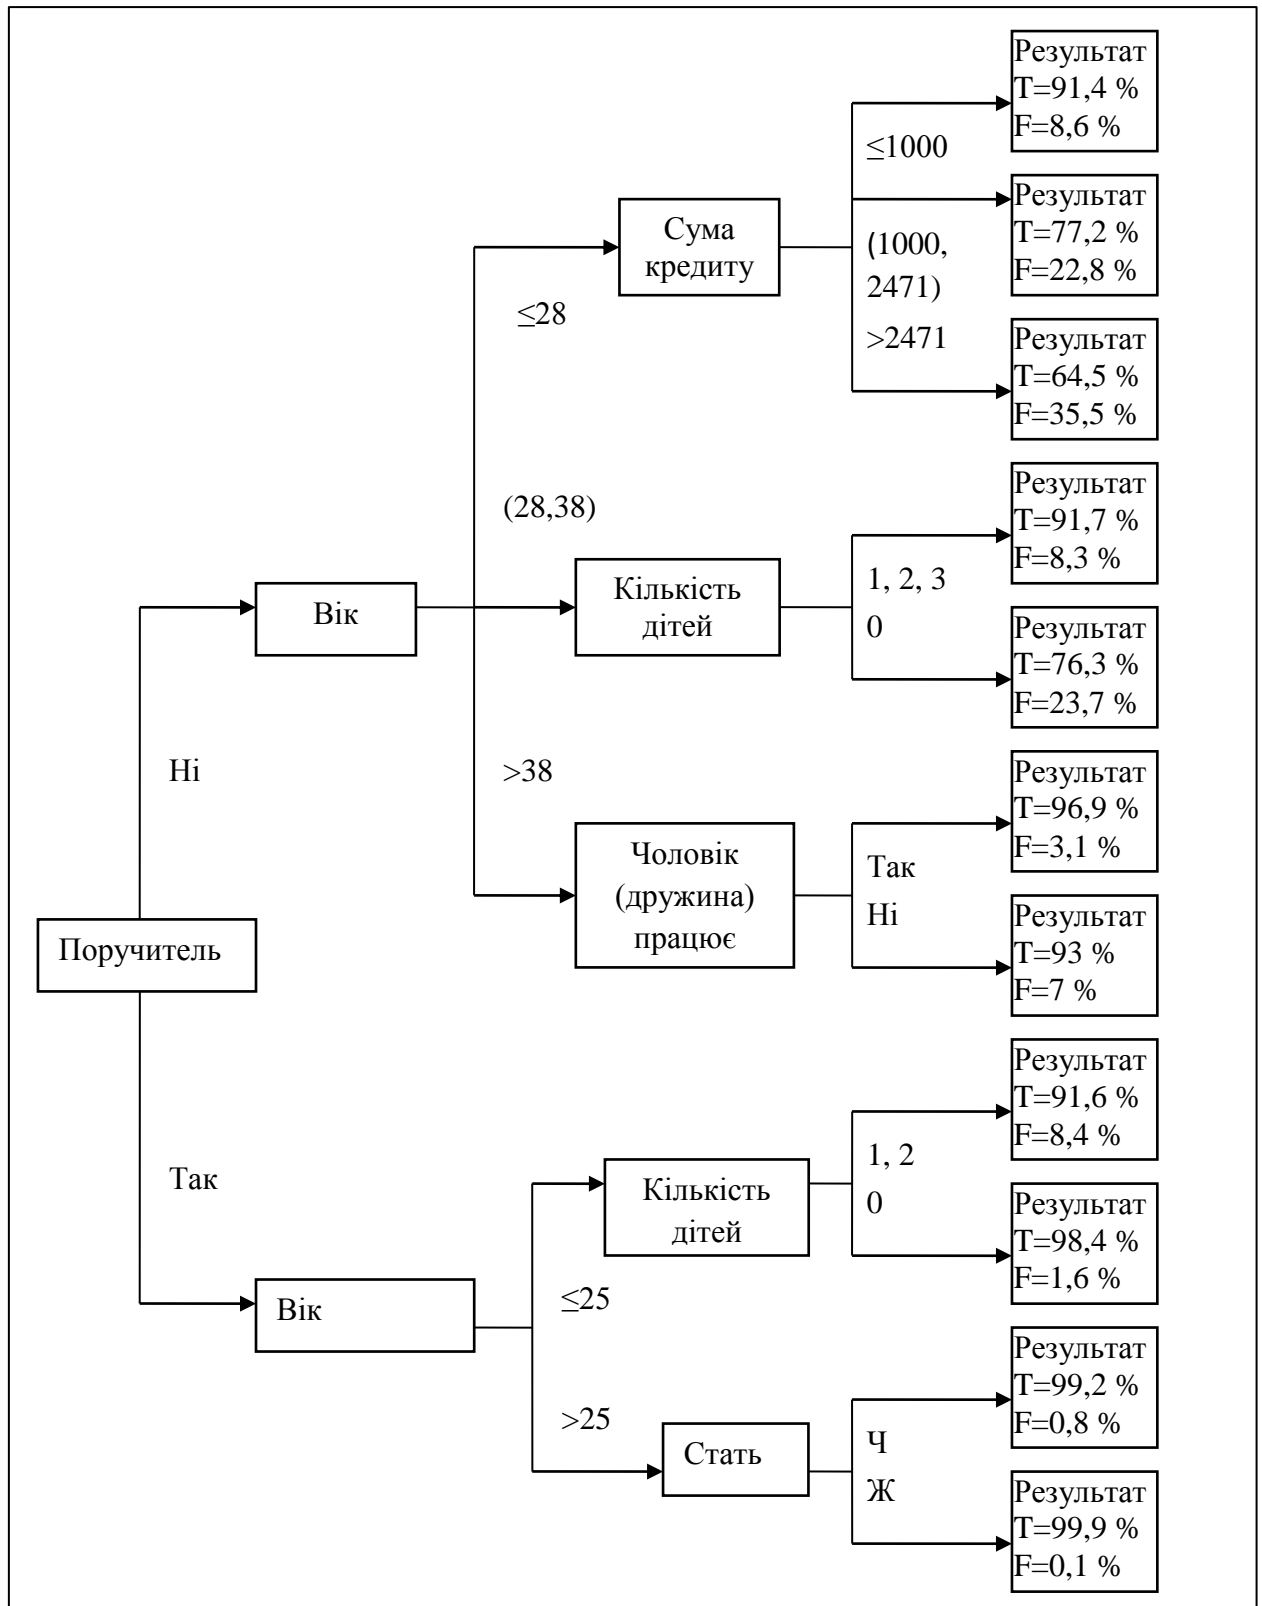 Результат
T=91,4 %
F=8,6 %
≤1000
Результат
T=77,2 %
F=22,8 %
Сума
кредиту
(1000,
2471)
≤28
>2471
Результат
T=64,5 %
F=35,5 %
(28,38)
Результат
T=91,7 %
F=8,3 %
Вік
Кількість
дітей
1, 2, 3
0
Результат
T=76,3 %
F=23,7 %
Ні
>38
Результат
T=96,9 %
F=3,1 %
Чоловік
(дружина)
працює
Так
Ні
Поручитель
Результат
T=93 %
F=7 %
Результат
T=91,6 %
F=8,4 %
Так
Кількість
дітей
1, 2
0
Результат
T=98,4 %
F=1,6 %
Вік
≤25
Результат
T=99,2 %
F=0,8 %
>25
Стать
Ч
Ж
Результат
T=99,9 %
F=0,1 %